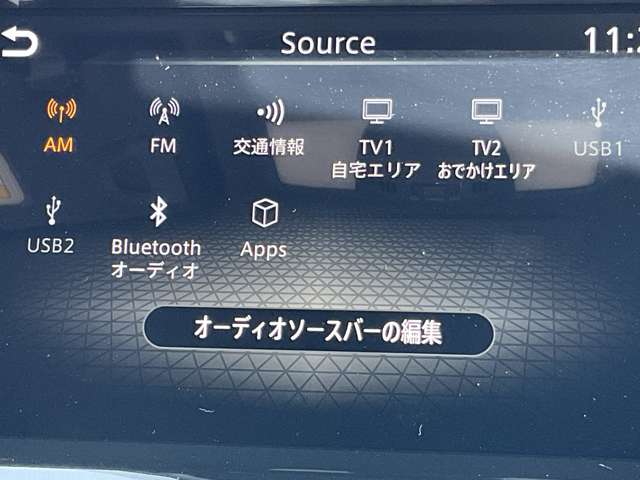 Source
11:2
AM
FM
交通情報
TV1
自宅エリア
TV2
おでかけエリア
USB1
USB2
Bluetooth
オーディオ
Apps
オーディオソースバーの編集